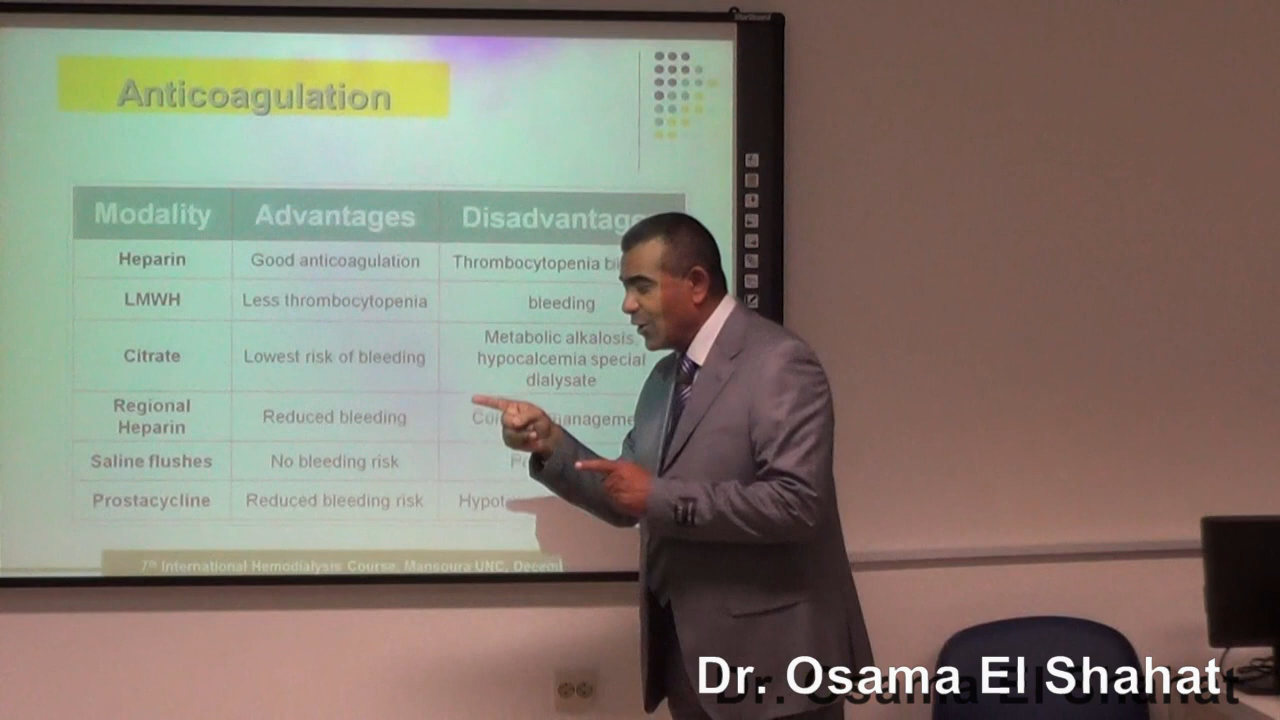 Anticoagulation
Modality Advantages Disadvantage
Heparin Good anticoagulation Thrombocytopenia
LMWH Less thrombocytopenia bleeding
Citrate Lowest risk of bleeding Metabolic alkalosis,
hypocalcemia special
dialysate
Regional
Heparin Reduced bleeding
Saline flushes No bleeding risk
Prostacycline Reduced bleeding risk
7th International Hemodialysis Course, Mansoura UNC,
Dr. Osama El Shahat